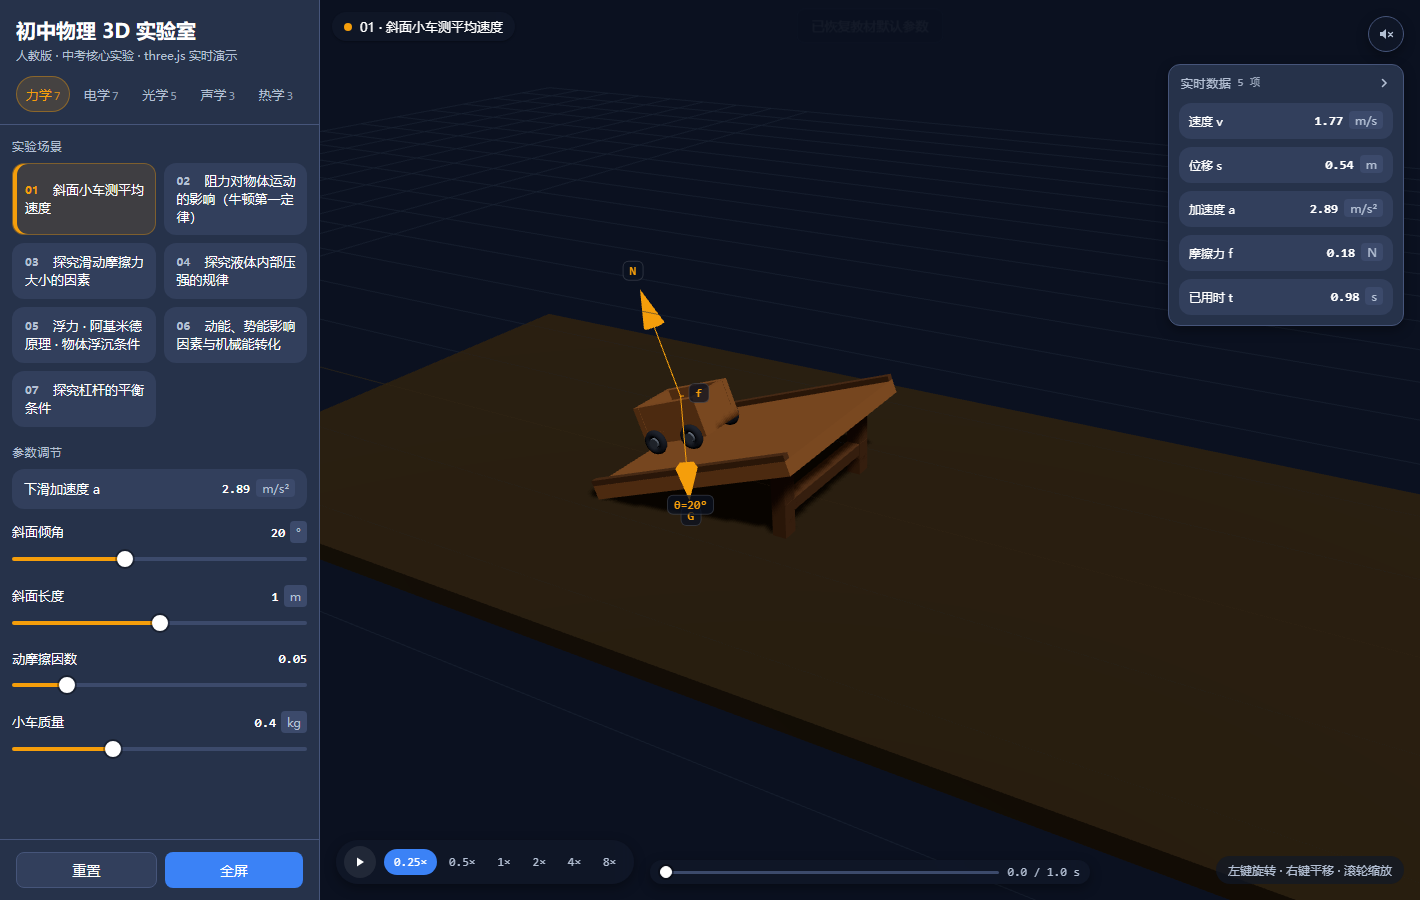 初中物理 3D 实验室
人教版 · 中考核心实验 · three.js 实时演示
力学 7 电学 7 光学 5 声学 3 热学 3
实验场景
01 斜面小车测平均
速度
02 阻力对物体运动
的影响（牛顿第一定
律）
03 探究滑动摩擦力
大小的因素
04 探究液体内部压
强的规律
05 浮力 · 阿基米德
原理 · 物体浮沉条件
06 动能、势能影响
因素与机械能转化
07 探究杠杆的平衡
条件
参数调节
下滑加速度 a 2.89 m/s²
斜面倾角 20 °
斜面长度 1 m
动摩擦因数 0.05
小车质量 0.4 kg
重置 全屏
01 · 斜面小车测平均速度
已恢复教材默认参数
N
f
θ=20°
G
实时数据 5 项
速度 v 1.77 m/s
位移 s 0.54 m
加速度 a 2.89 m/s²
摩擦力 f 0.18 N
已用时 t 0.98 s
0.25× 0.5× 1× 2× 4× 8×
0.0 / 1.0 s
左键旋转 · 右键平移 · 滚轮缩放